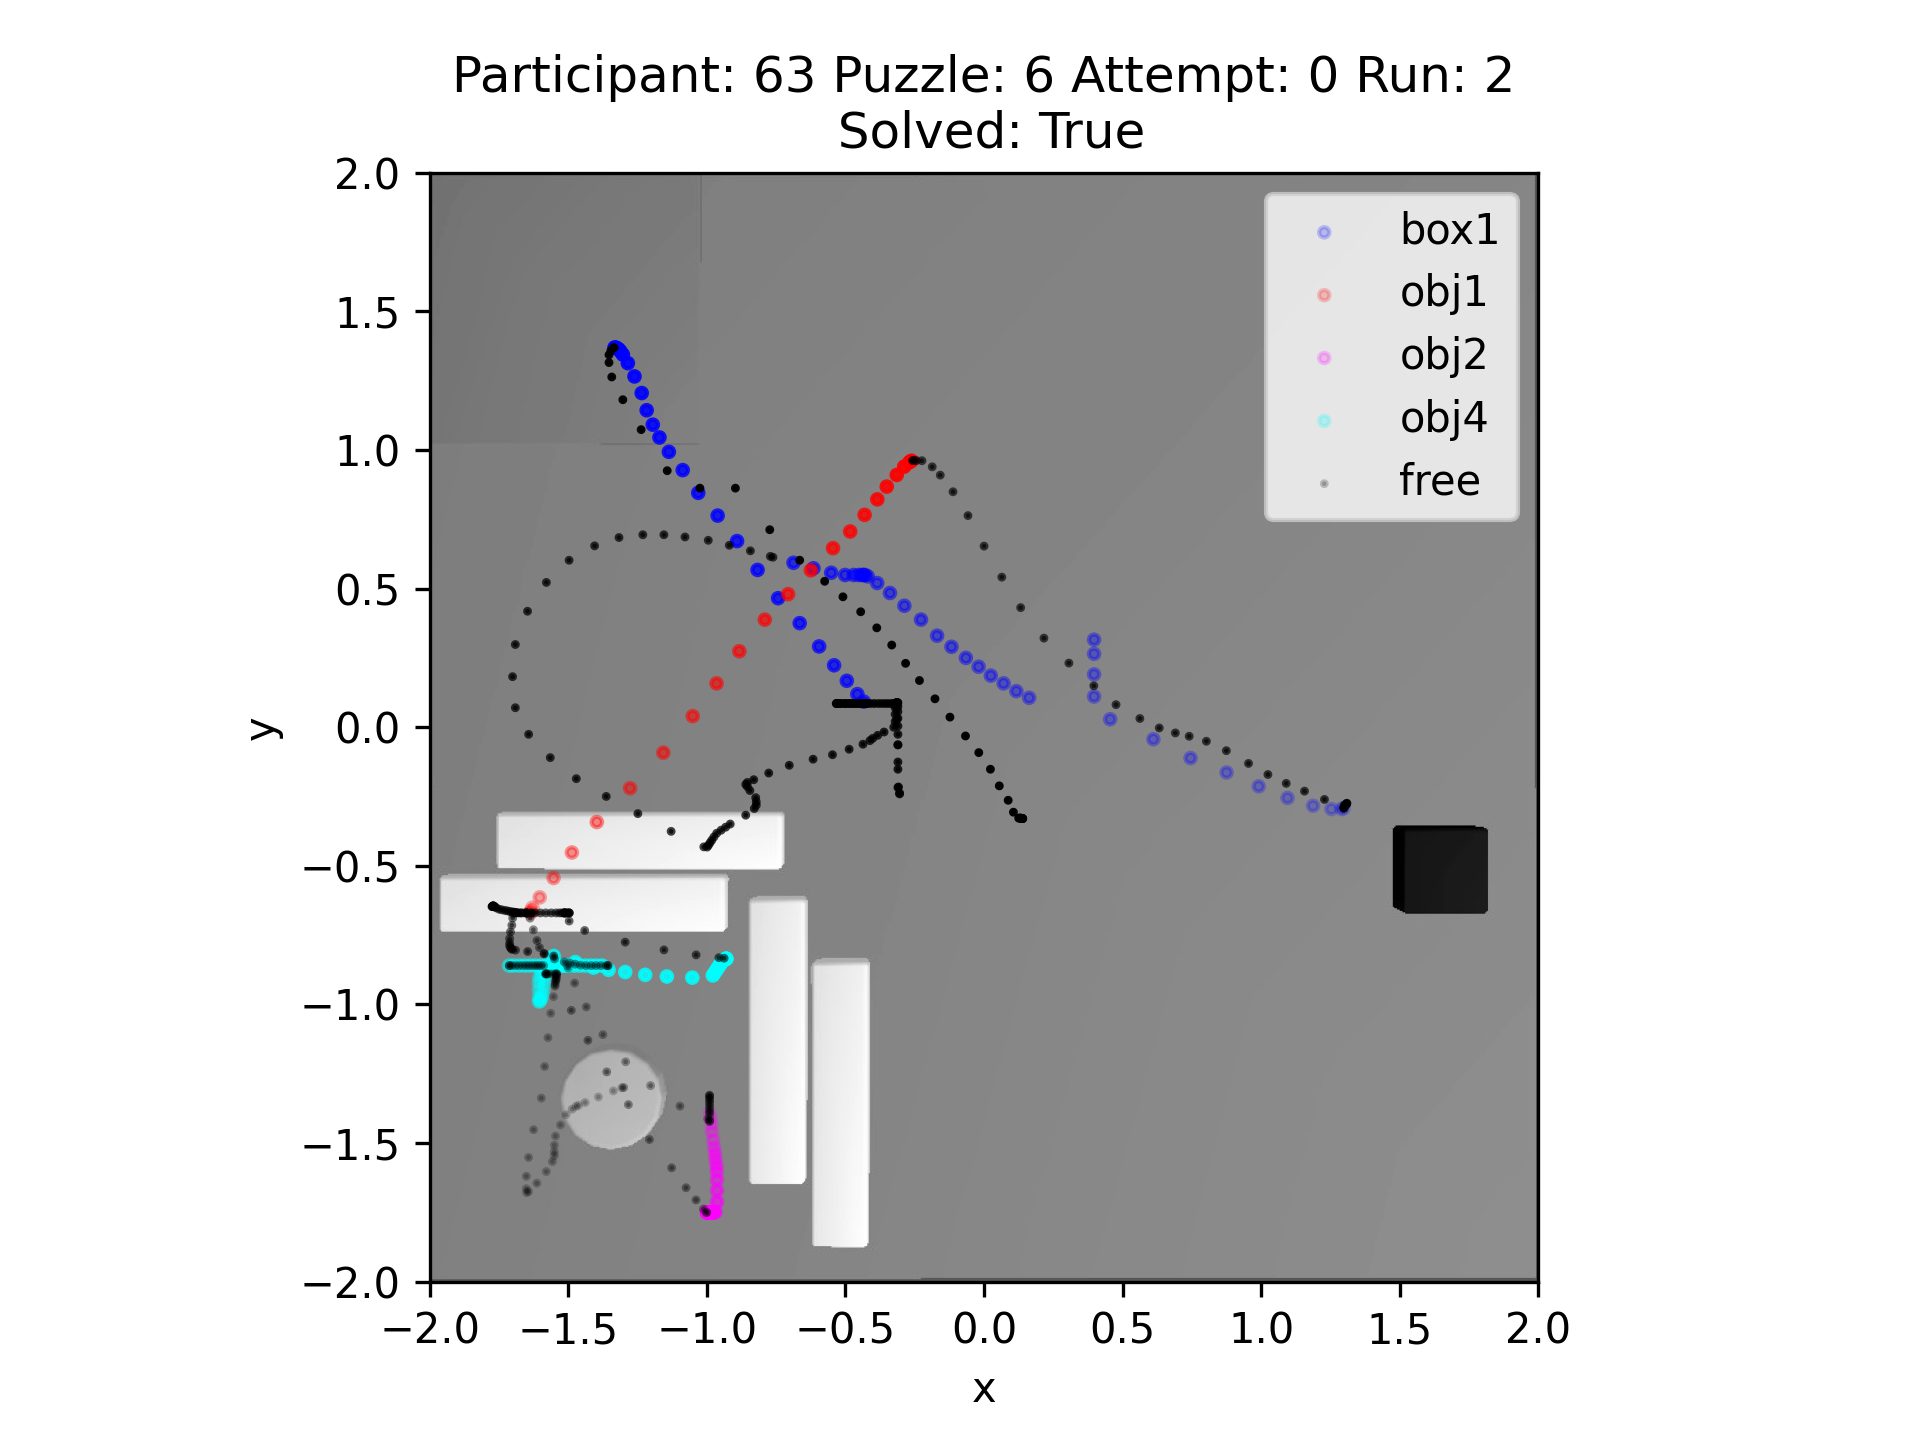 Participant: 63 Puzzle: 6 Attempt: 0 Run: 2
Solved: True
2.0
1.5
1.0
0.5
0.0
−0.5
−1.0
−1.5
−2.0
y
box1
obj1
obj2
obj4
free
−2.0 −1.5 −1.0 −0.5 0.0 0.5 1.0 1.5 2.0
x